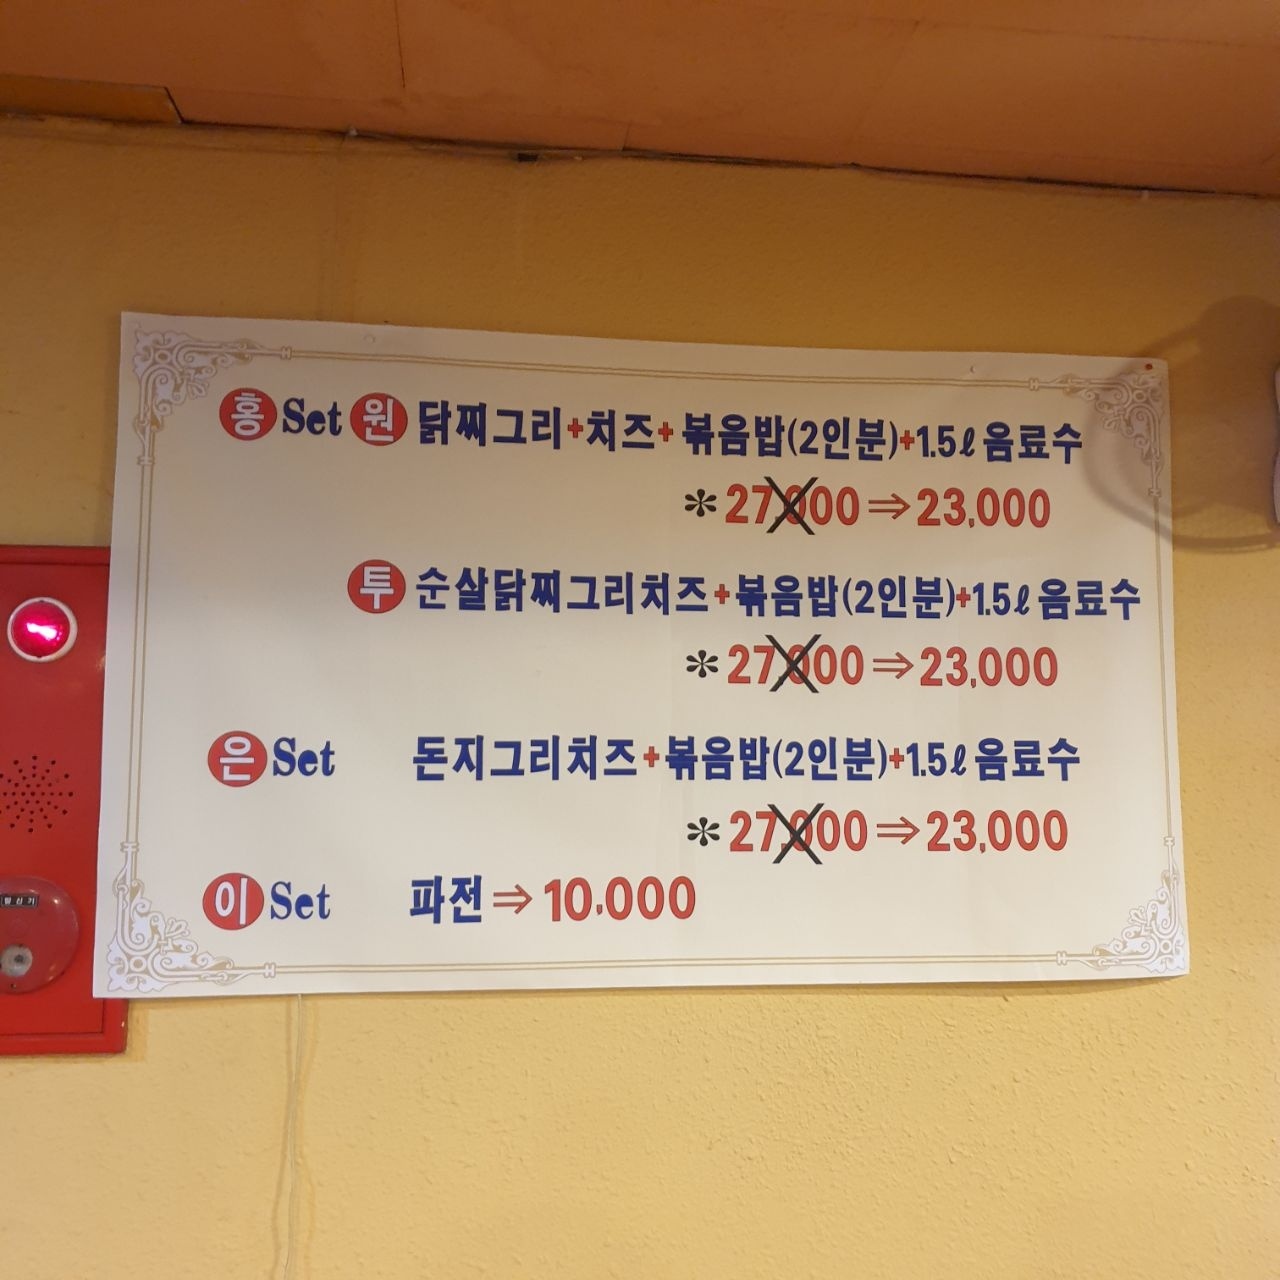 홍 Set 원 닭찌그리+치즈+볶음밥(2인분)+1.5ℓ 음료수
*27,000⇒23,000
투 순살닭찌그리치즈+볶음밥(2인분)+1.5ℓ 음료수
*27,000⇒23,000
은 Set 돈지그리치즈+볶음밥(2인분)+1.5ℓ 음료수
*27,000⇒23,000
이 Set 파전⇒10,000
발신기